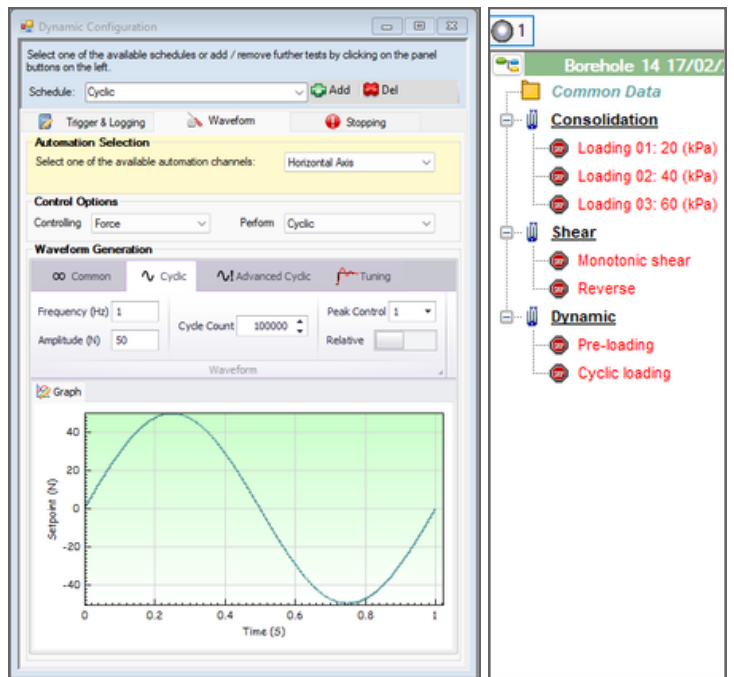 Dynamic Configuration
Select one of the available schedules or add / remove further tests by clicking on the panel
buttons on the left.
Schedule: Cyclic Add Del
Trigger & Logging Waveform Stopping
Automation Selection
Select one of the available automation channels: Horizontal Axis
Control Options
Controlling Force Perform Cyclic
Waveform Generation
Common Cyclic Advanced Cyclic Tuning
Frequency (Hz) 1 Cycle Count 100000 Peak Control 1
Amplitude (N) 50 Relative
Waveform
Graph
40
20
0
-20
-40
Setpoint (N)
0 0.2 0.4 0.6 0.8 1
Time (S)
1
Borehole 14 17/02/
Common Data
Consolidation
Loading 01: 20 (kPa)
Loading 02: 40 (kPa)
Loading 03: 60 (kPa)
Shear
Monotonic shear
Reverse
Dynamic
Pre-loading
Cyclic loading